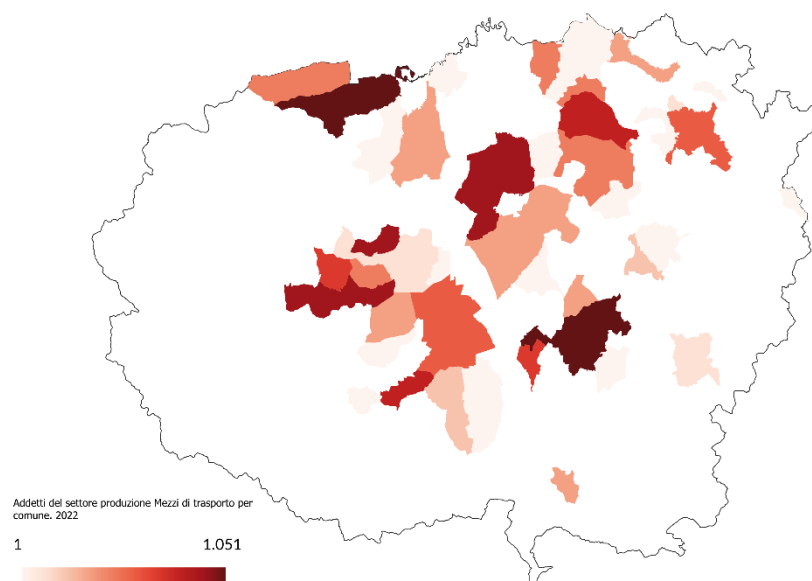 Addetti del settore produzione Mezzi di trasporto per
comune. 2022
1 1.051